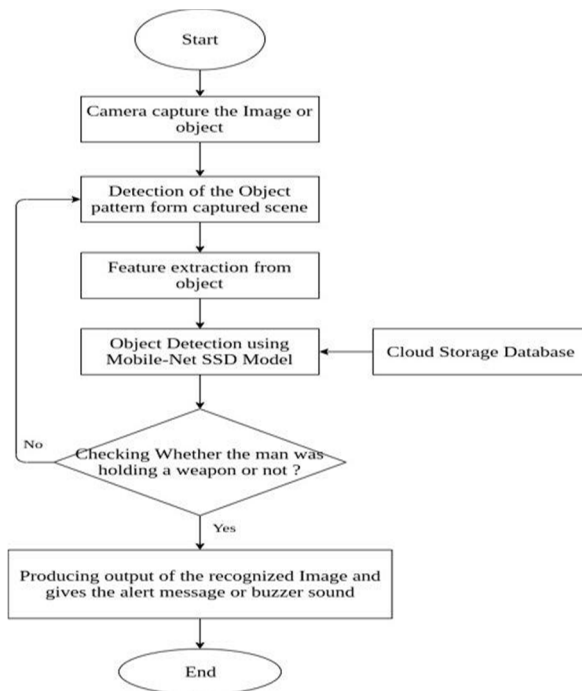 Start
Camera capture the Image or
object
Detection of the Object
pattern form captured scene
Feature extraction from
object
Object Detection using
Mobile-Net SSD Model
Cloud Storage Database
No
Checking Whether the man was
holding a weapon or not ?
Yes
Producing output of the recognized Image and
gives the alert message or buzzer sound
End